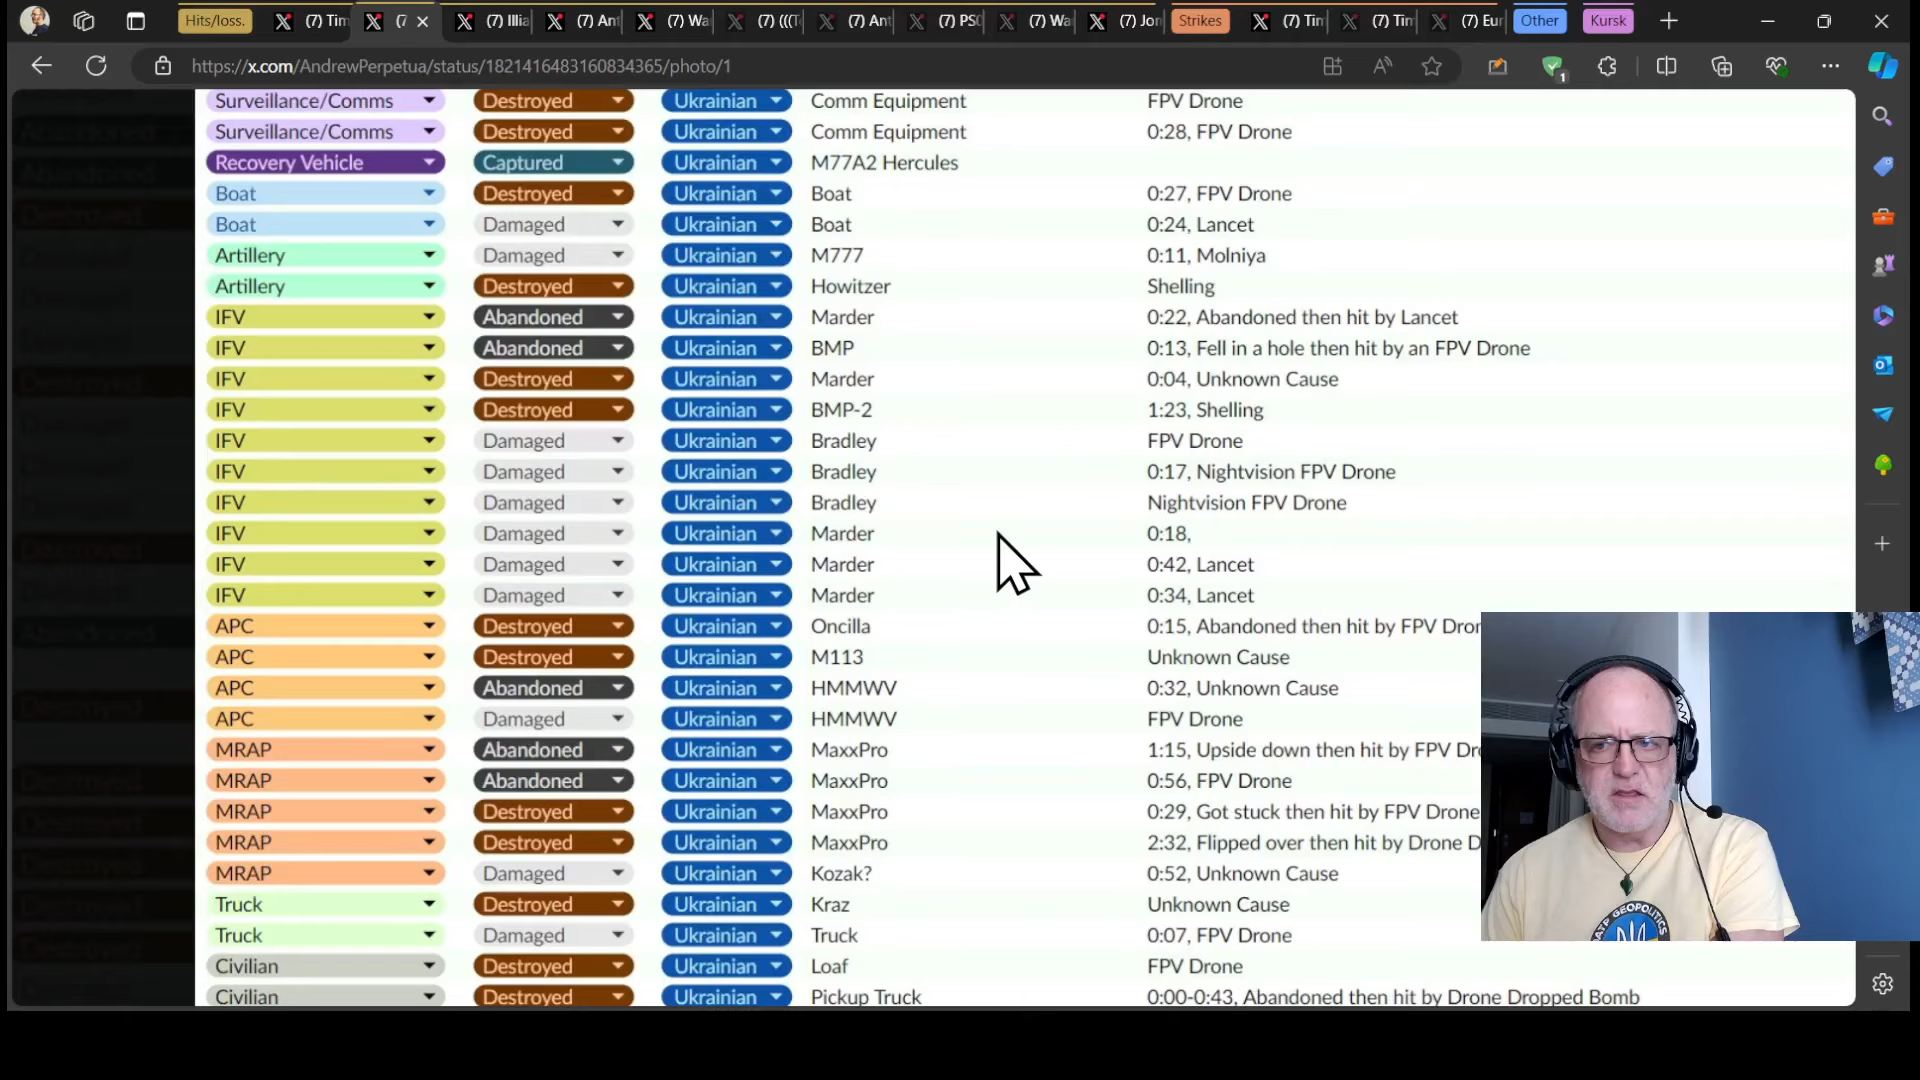 Hits/loss.
(7) Tim
(7
(7) Illia
(7) Ant
(7) Wa
(7) (((T
(7) Ant
(7) PS
(7) Wa
(7) Jon
Strikes
(7) Tim
(7) Tim
(7) Eur
Other
Kursk
https://x.com/AndrewPerpetua/status/1821416483160834365/photo/1
1
Surveillance/Comms Destroyed Ukrainian Comm Equipment FPV Drone
Surveillance/Comms Destroyed Ukrainian Comm Equipment 0:28, FPV Drone
Recovery Vehicle Captured Ukrainian M77A2 Hercules
Boat Destroyed Ukrainian Boat 0:27, FPV Drone
Boat Damaged Ukrainian Boat 0:24, Lancet
Artillery Damaged Ukrainian M777 0:11, Molniya
Artillery Destroyed Ukrainian Howitzer Shelling
IFV Abandoned Ukrainian Marder 0:22, Abandoned then hit by Lancet
IFV Abandoned Ukrainian BMP 0:13, Fell in a hole then hit by an FPV Drone
IFV Destroyed Ukrainian Marder 0:04, Unknown Cause
IFV Destroyed Ukrainian BMP-2 1:23, Shelling
IFV Damaged Ukrainian Bradley FPV Drone
IFV Damaged Ukrainian Bradley 0:17, Nightvision FPV Drone
IFV Damaged Ukrainian Bradley Nightvision FPV Drone
IFV Damaged Ukrainian Marder 0:18,
IFV Damaged Ukrainian Marder 0:42, Lancet
IFV Damaged Ukrainian Marder 0:34, Lancet
APC Destroyed Ukrainian Oncilla 0:15, Abandoned then hit by FPV Dron
APC Destroyed Ukrainian M113 Unknown Cause
APC Abandoned Ukrainian HMMWV 0:32, Unknown Cause
APC Damaged Ukrainian HMMWV FPV Drone
MRAP Abandoned Ukrainian MaxxPro 1:15, Upside down then hit by FPV Dr
MRAP Abandoned Ukrainian MaxxPro 0:56, FPV Drone
MRAP Destroyed Ukrainian MaxxPro 0:29, Got stuck then hit by FPV Drone
MRAP Destroyed Ukrainian MaxxPro 2:32, Flipped over then hit by Drone D
MRAP Damaged Ukrainian Kozak? 0:52, Unknown Cause
Truck Destroyed Ukrainian Kraz Unknown Cause
Truck Damaged Ukrainian Truck 0:07, FPV Drone
Civilian Destroyed Ukrainian Loaf FPV Drone
Civilian Destroyed Ukrainian Pickup Truck 0:00-0:43, Abandoned then hit by Drone Dropped Bomb
ATP GEOPOLITICS